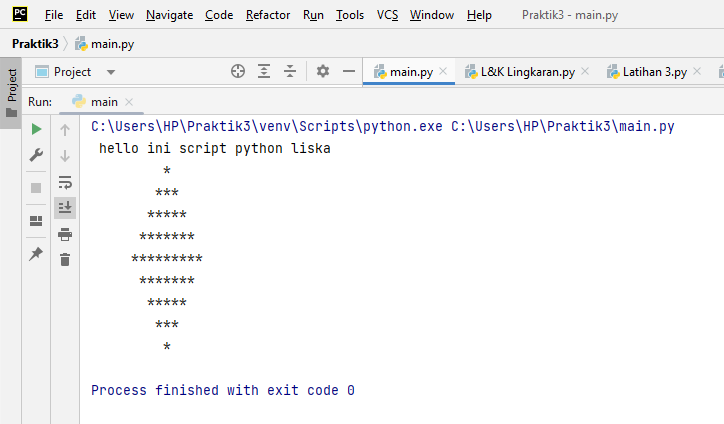 PC File Edit View Navigate Code Refactor Run Tools VCS Window Help Praktik3 - main.py
Praktik3 main.py
Project Project main.py L&K Lingkaran.py Latihan 3.py
Run: main
C:\Users\HP\Praktik3\venv\Scripts\python.exe C:\Users\HP\Praktik3\main.py
 hello ini script python liska
         *
        ***
       *****
      *******
     *********
      *******
       *****
        ***
         *
Process finished with exit code 0